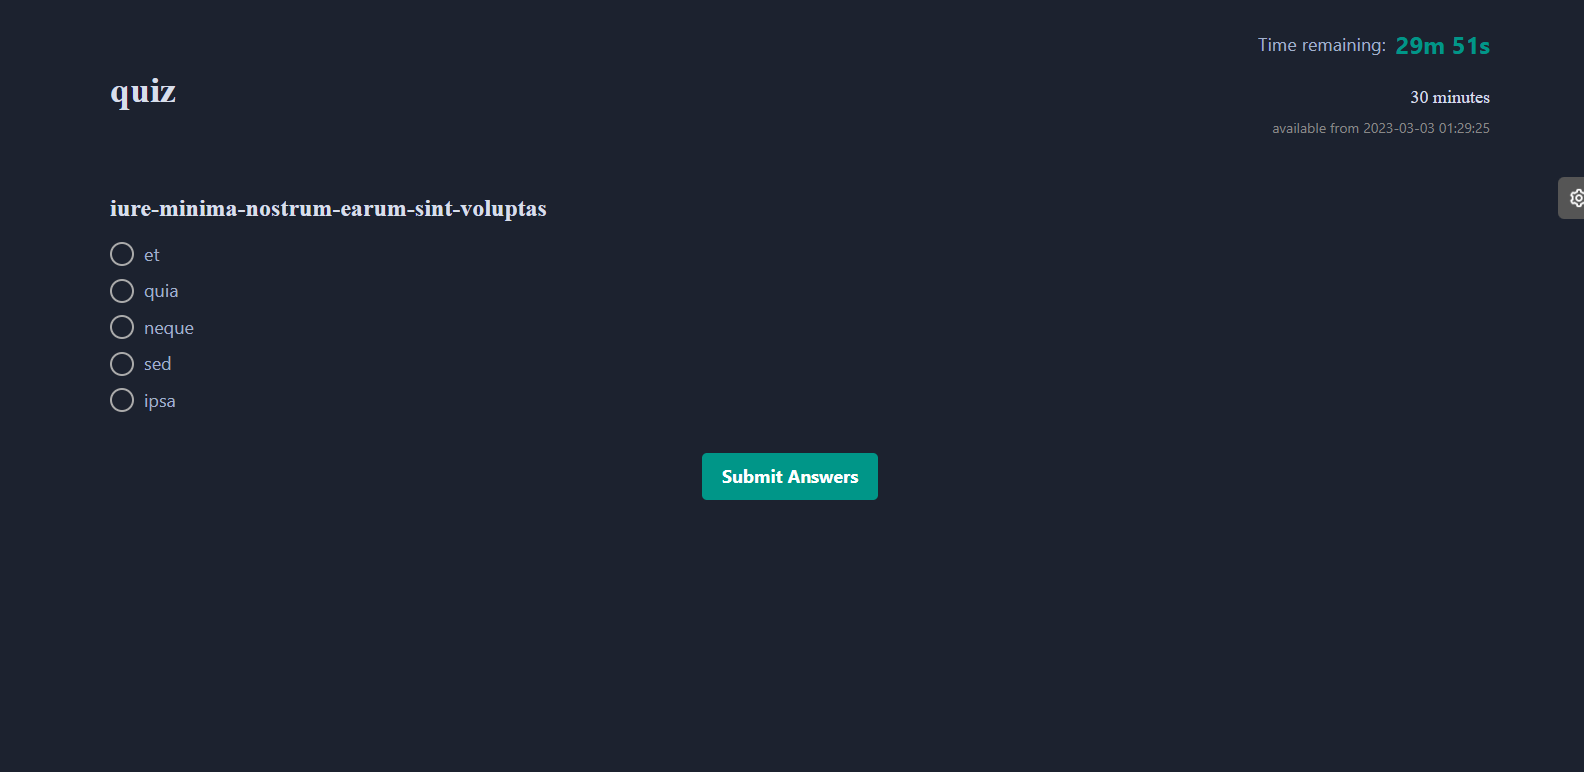 Time remaining: 29m 51s
quiz
30 minutes
available from 2023-03-03 01:29:25
iure-minima-nostrum-earum-sint-voluptas
et
quia
neque
sed
ipsa
Submit Answers